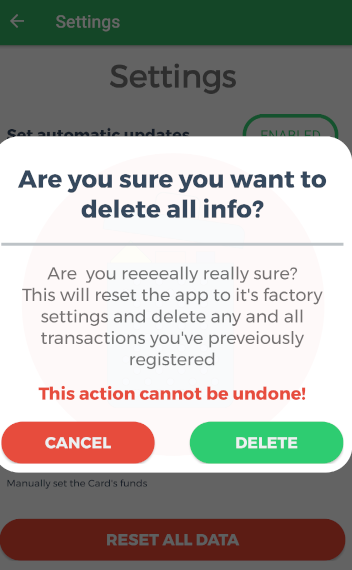 Settings
Settings
Set automatic updates
ENABLED
Are you sure you want to
delete all info?
Are you reeeeally really sure?
This will reset the app to it's factory
settings and delete any and all
transactions you've preveiously
registered
This action cannot be undone!
CANCEL
DELETE
Manually set the Card's funds
RESET ALL DATA